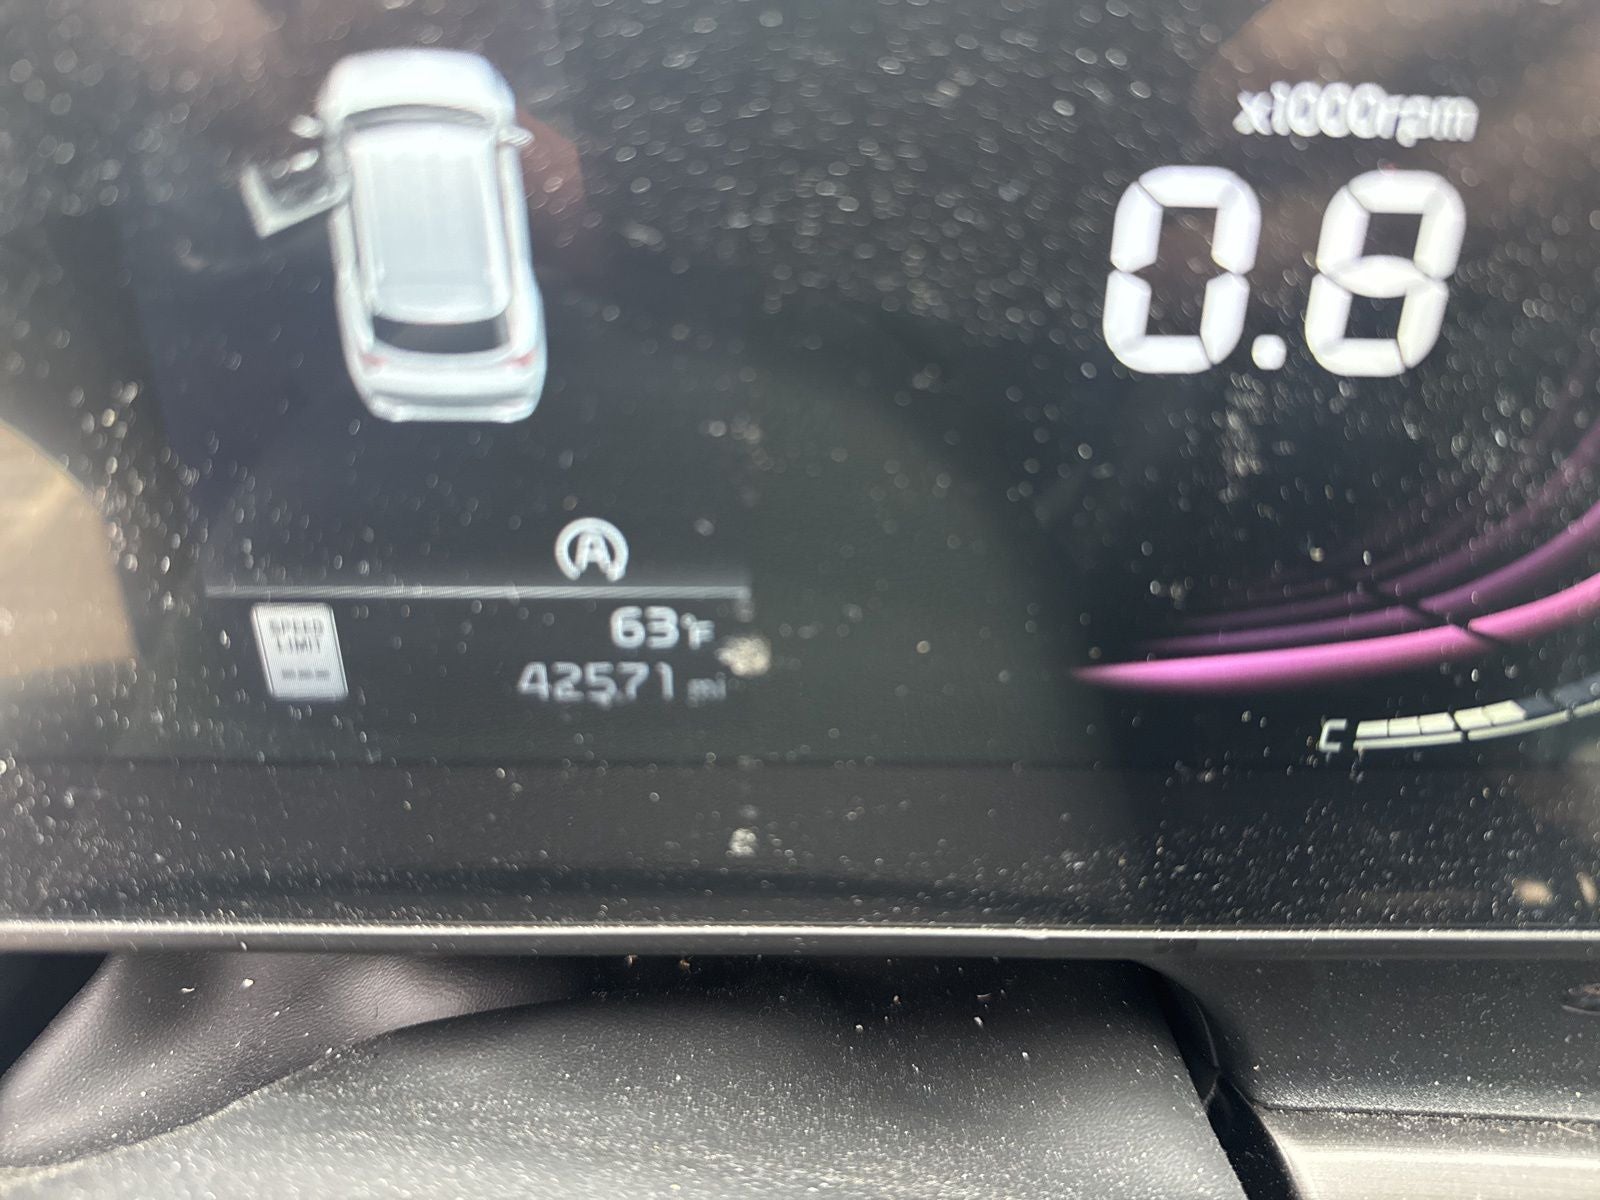 x1000rpm
0.8
A
SPEED
LIMIT
---
63°F
42571 mi
C